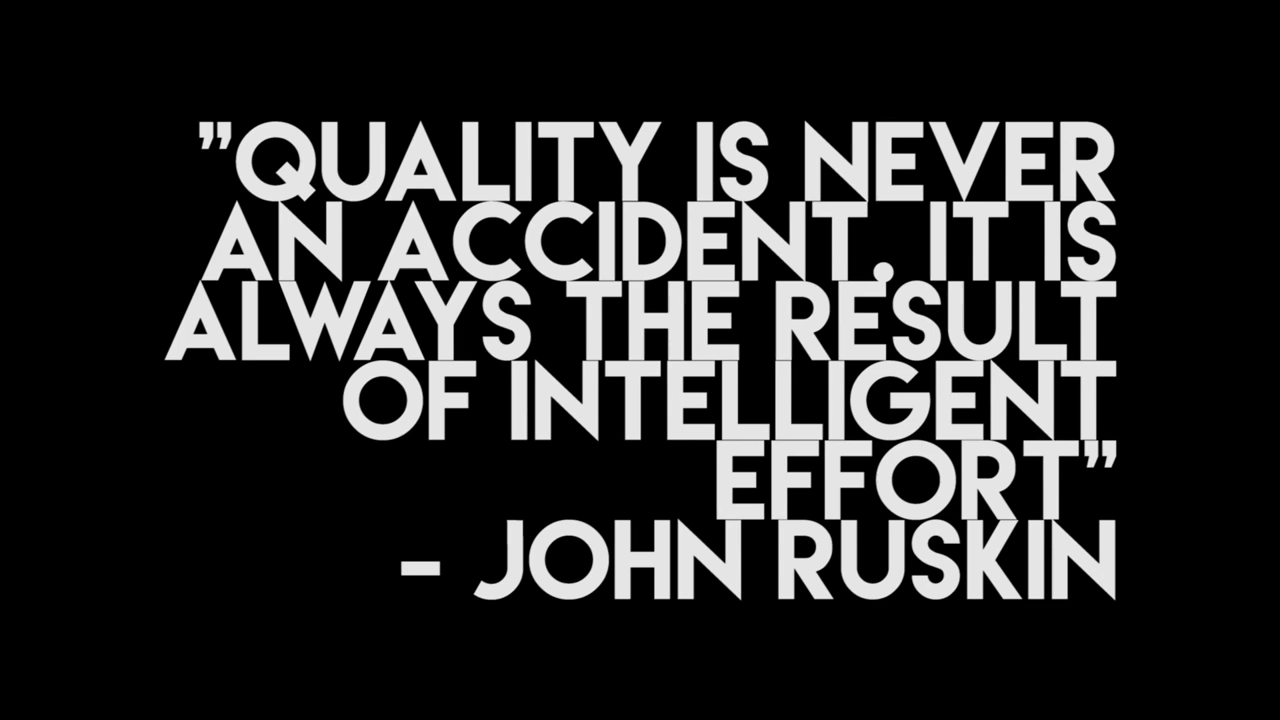 ”QUALITY IS NEVER
AN ACCIDENT. IT IS
ALWAYS THE RESULT
OF INTELLIGENT
EFFORT”
- JOHN RUSKIN